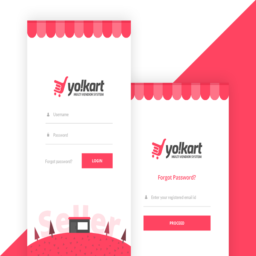 yo!kart
MULTI-VENDOR SYSTEM
Username
Password
Forgot password?
LOGIN
Seller
yo!kart
MULTI-VENDOR SYSTEM
Forgot Password?
Enter your registered email id
PROCEED